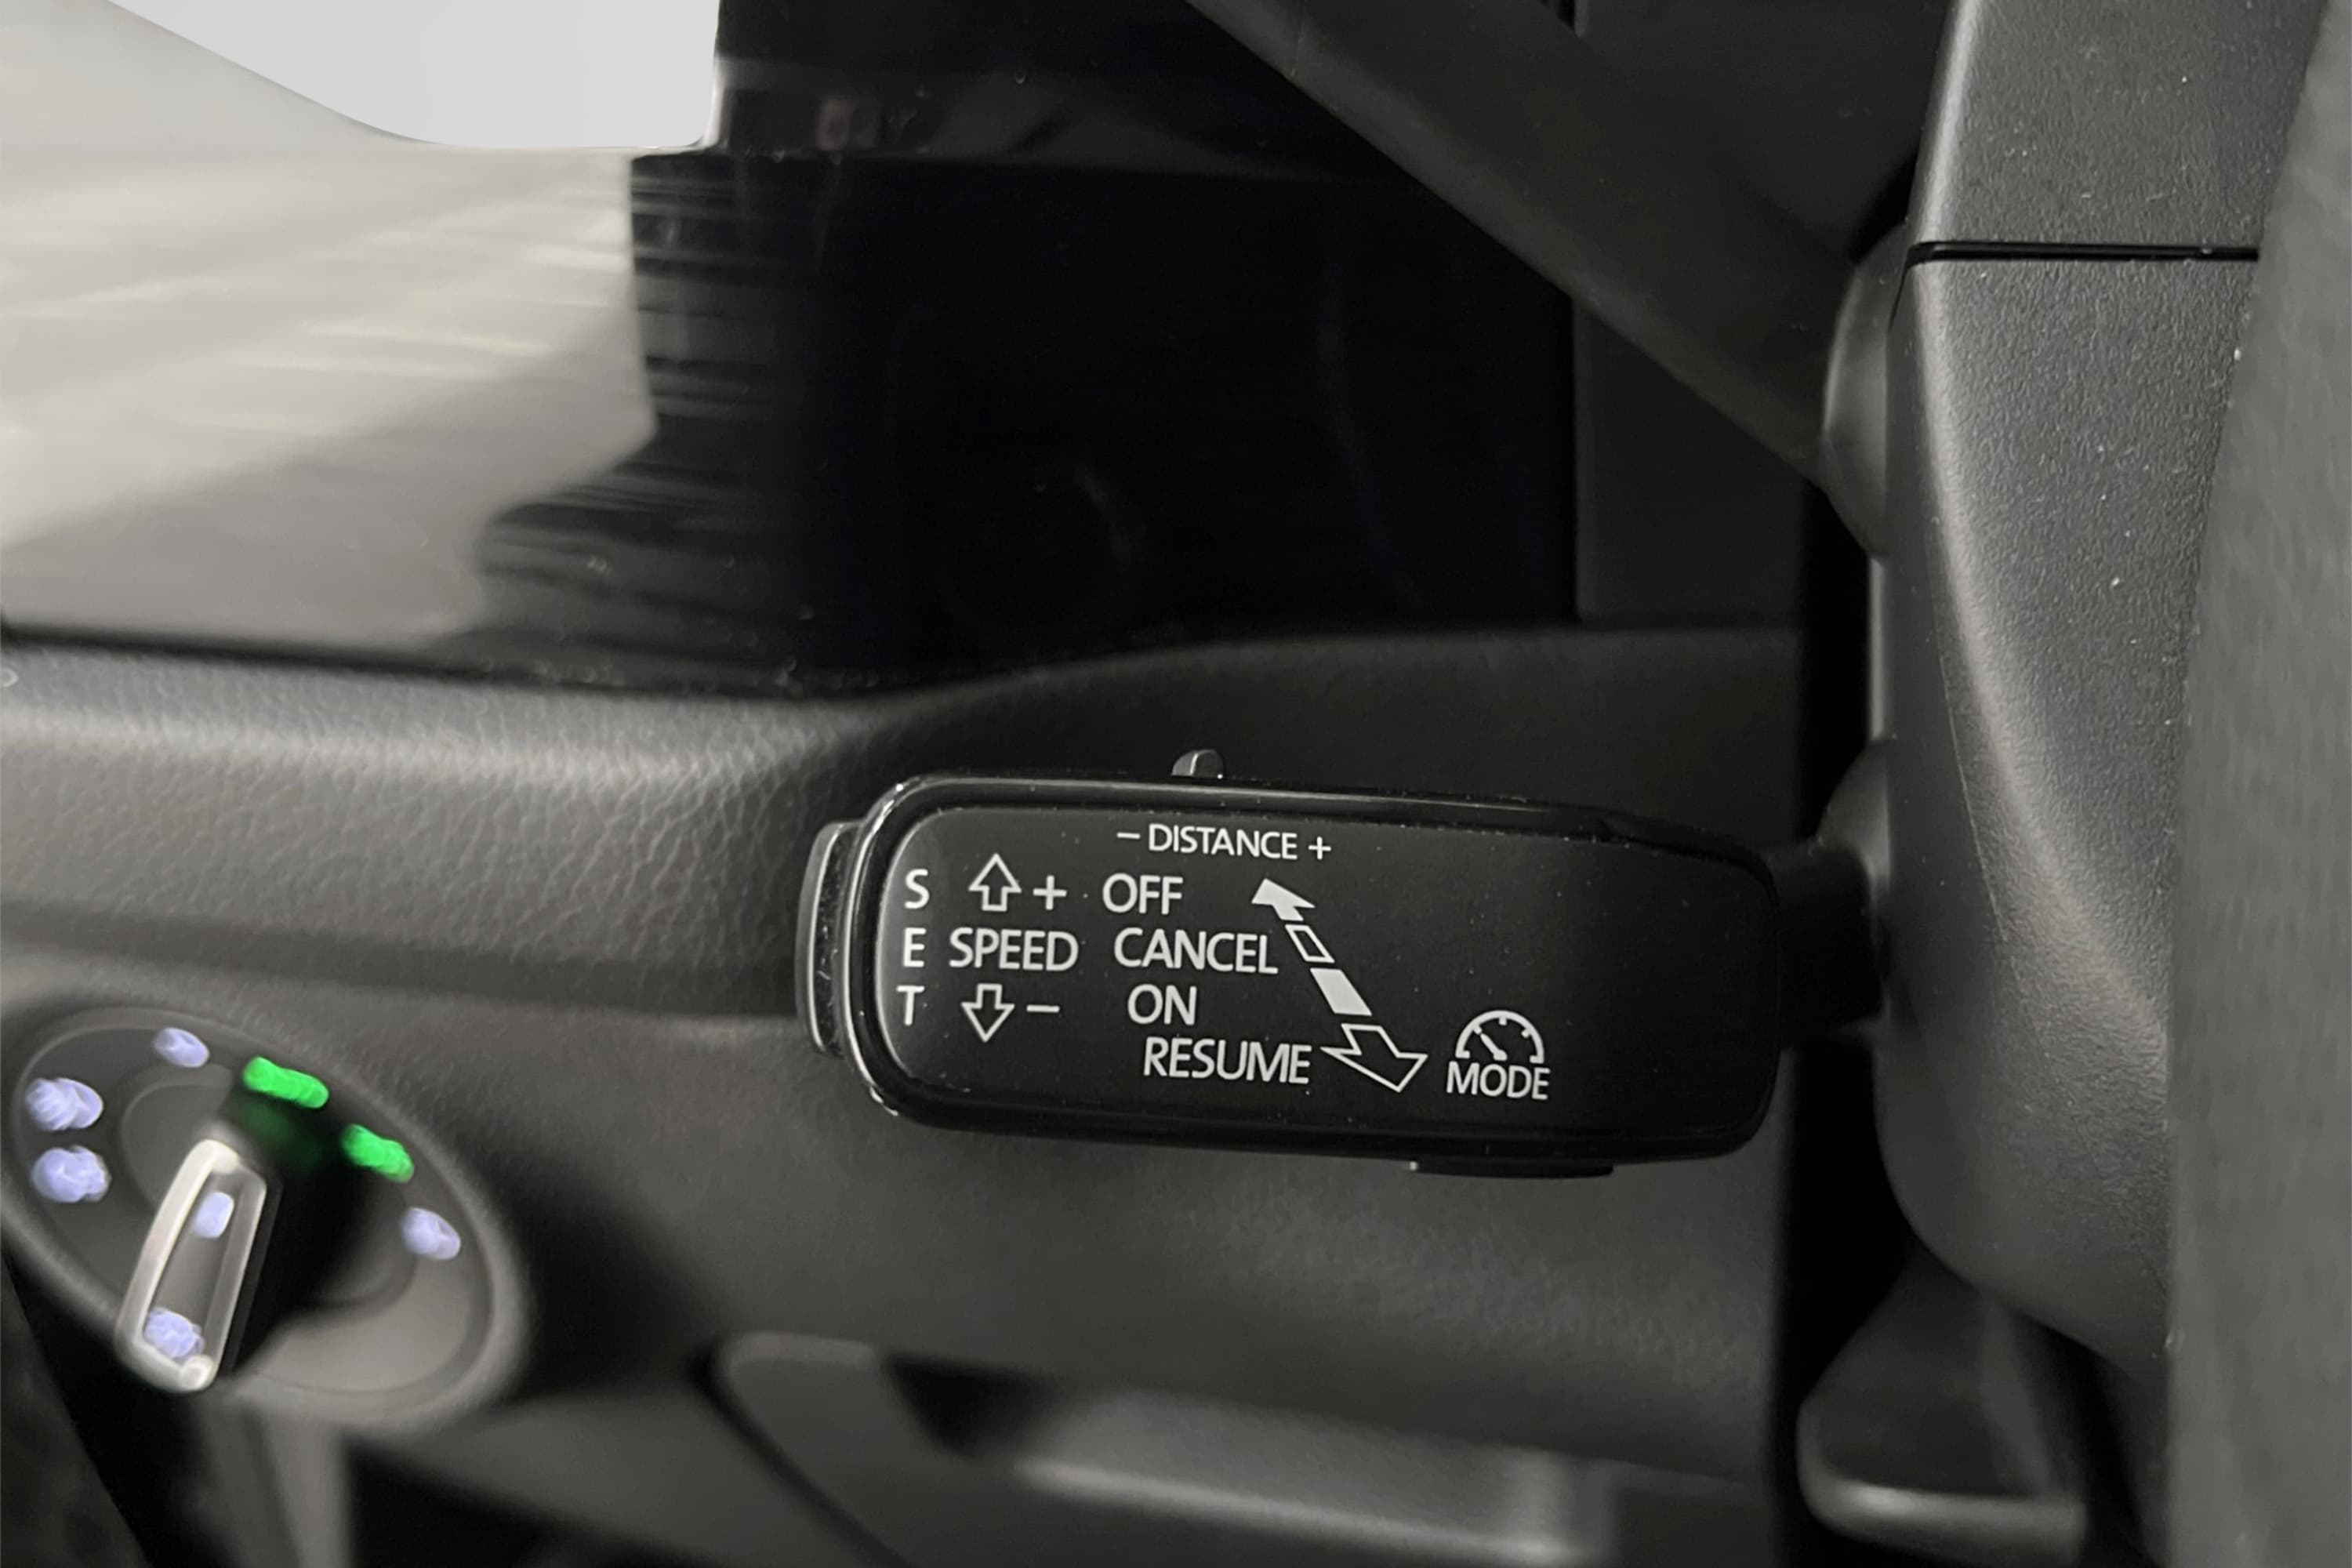 − DISTANCE +
S + OFF
E SPEED CANCEL
T − ON
RESUME
MODE